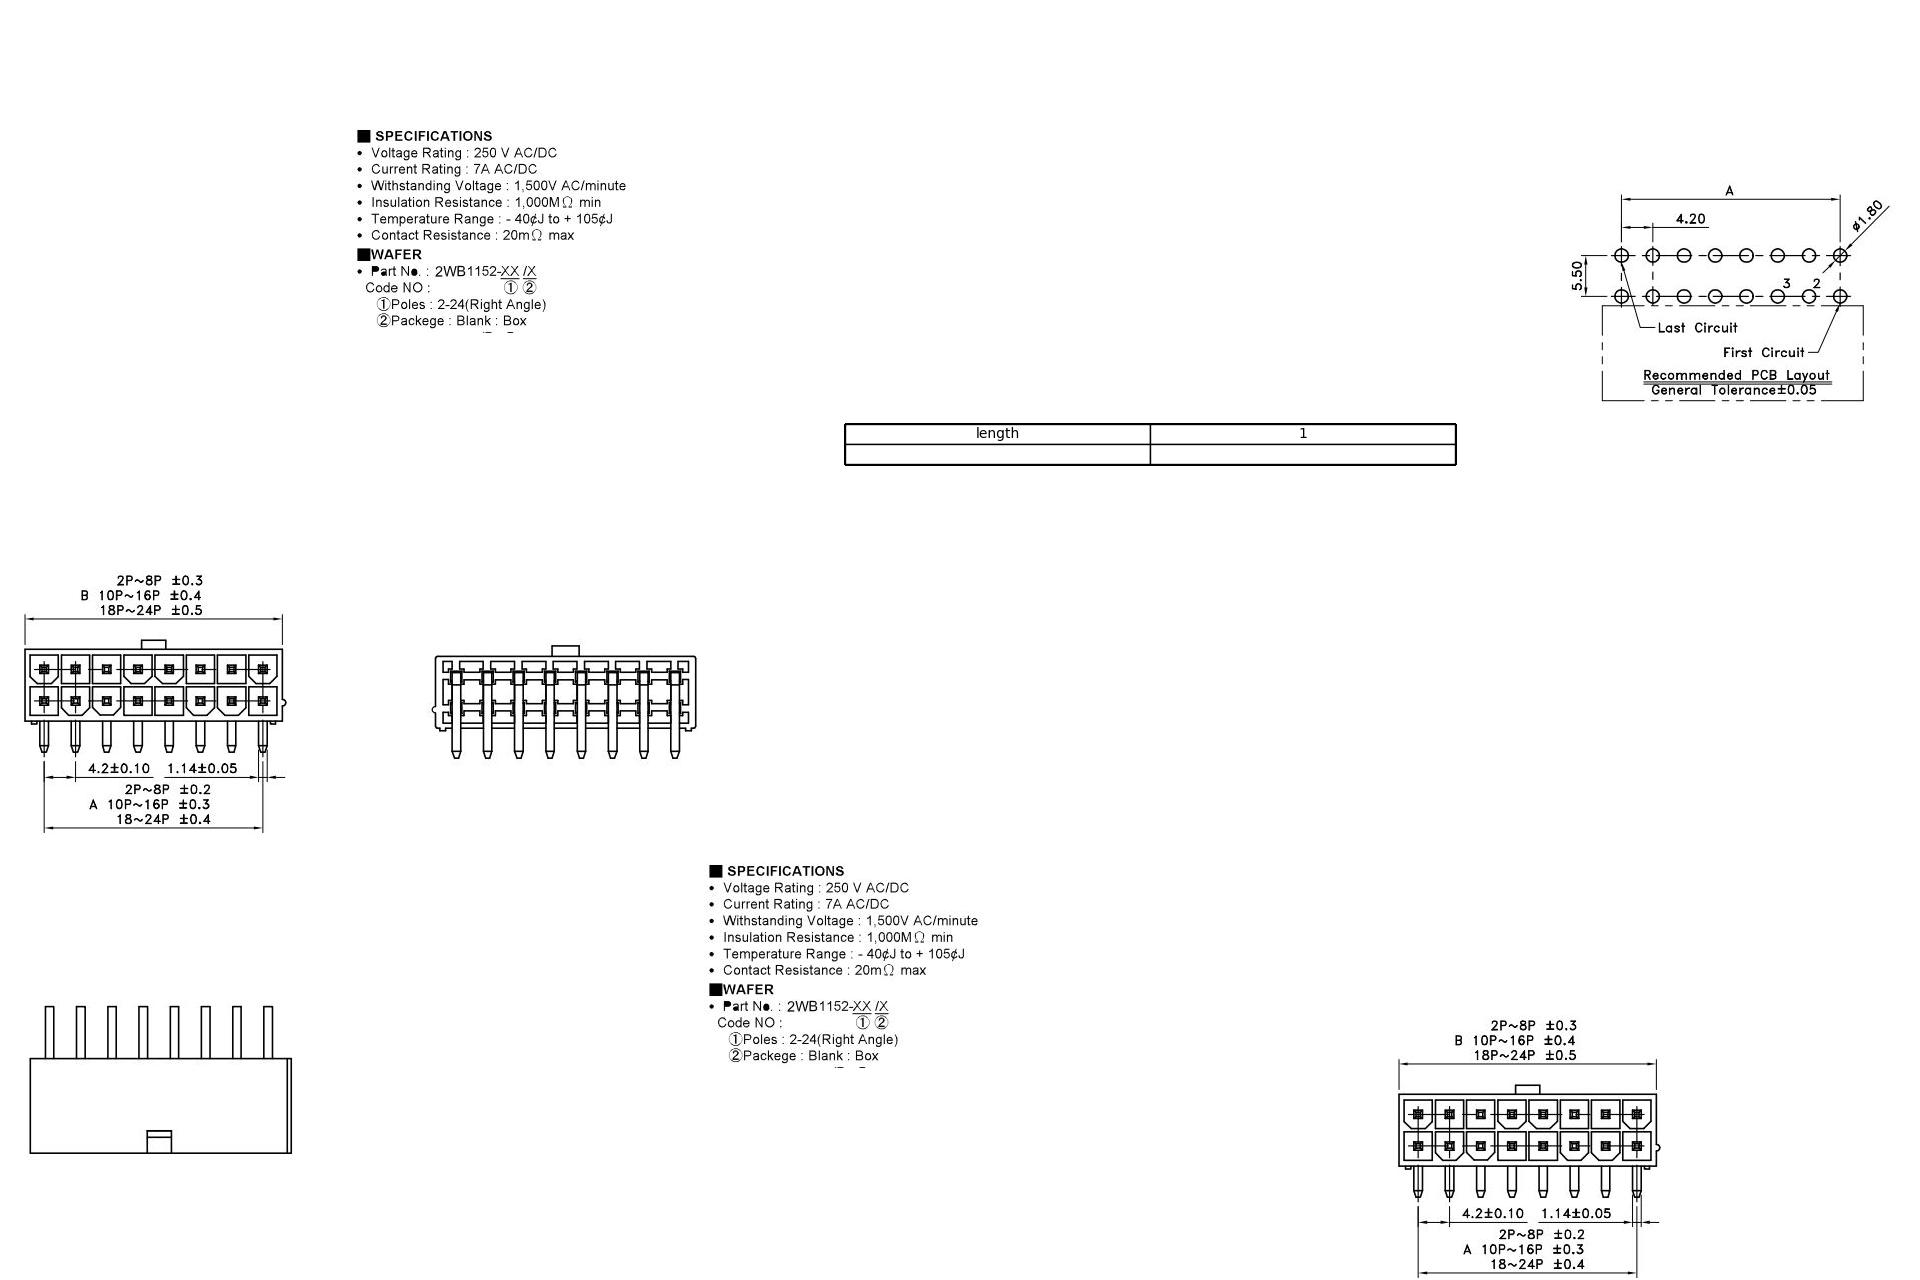 ■ SPECIFICATIONS
• Voltage Rating : 250 V AC/DC
• Current Rating : 7A AC/DC
• Withstanding Voltage : 1,500V AC/minute
• Insulation Resistance : 1,000MΩ min
• Temperature Range : - 40¢J to + 105¢J
• Contact Resistance : 20mΩ max
■WAFER
• Part No. : 2WB1152-XX /X
Code NO : ① ②
①Poles : 2-24(Right Angle)
②Packege : Blank : Box
A
4.20
ø1.80
5.50
3 2
Last Circuit
First Circuit
Recommended PCB Layout
General Tolerance±0.05
length 1
2P~8P ±0.3
B 10P~16P ±0.4
18P~24P ±0.5
4.2±0.10 1.14±0.05
2P~8P ±0.2
A 10P~16P ±0.3
18~24P ±0.4
■ SPECIFICATIONS
• Voltage Rating : 250 V AC/DC
• Current Rating : 7A AC/DC
• Withstanding Voltage : 1,500V AC/minute
• Insulation Resistance : 1,000MΩ min
• Temperature Range : - 40¢J to + 105¢J
• Contact Resistance : 20mΩ max
■WAFER
• Part No. : 2WB1152-XX /X
Code NO : ① ②
①Poles : 2-24(Right Angle)
②Packege : Blank : Box
2P~8P ±0.3
B 10P~16P ±0.4
18P~24P ±0.5
4.2±0.10 1.14±0.05
2P~8P ±0.2
A 10P~16P ±0.3
18~24P ±0.4